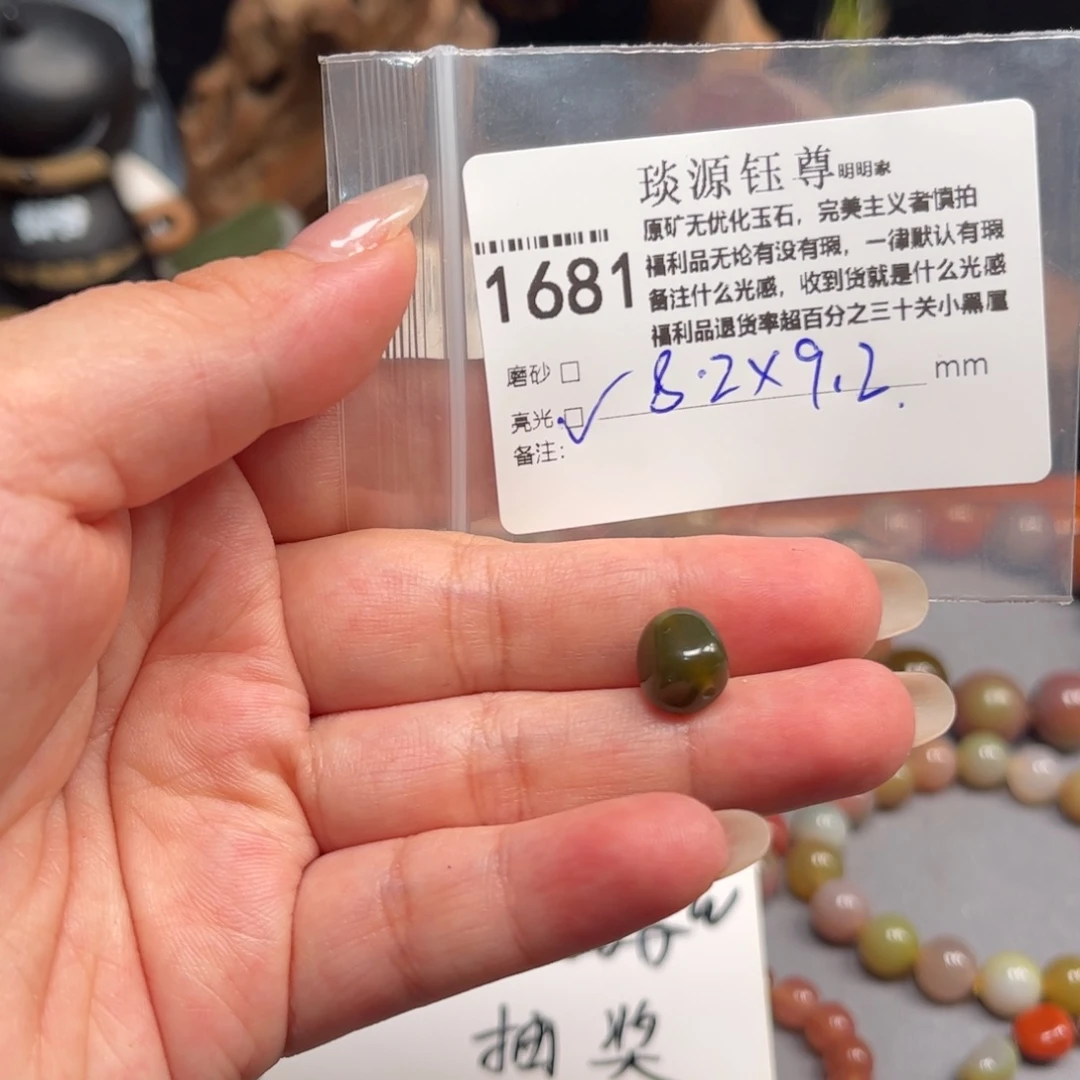 琰源钰尊明明家
原矿无优化玉石，完美主义者慎拍
福利品无论有没有瑕，一律默认有瑕
备注什么光感，收到货就是什么光感
福利品退货率超百分之三十关小黑屋
1681
磨砂 □
亮光 □ ✓ 8.2×9.2 mm
备注:
抽奖